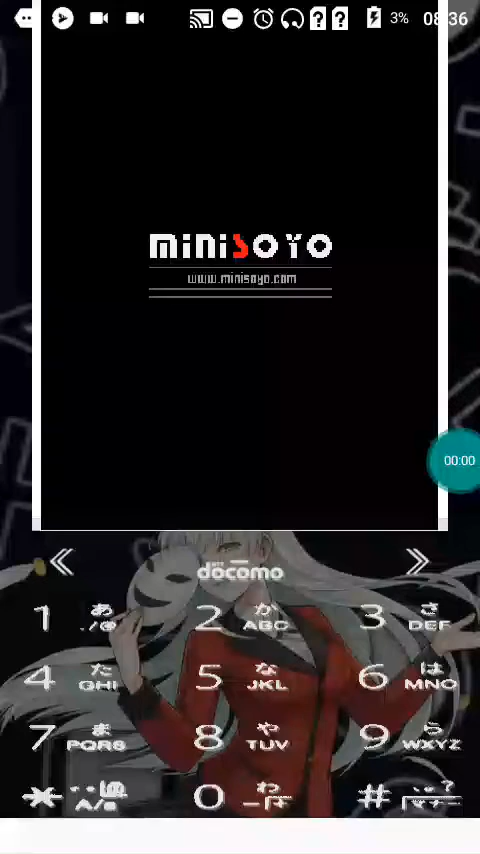 3% 08:36
miniSOYO
www.minisoyo.com
00:00
docomo
1 あ ./@ 2 か ABC 3 さ DEF
4 た GHI 5 な JKL 6 は MNO
7 ま PQRS 8 や TUV 9 ら WXYZ
* A/a 0 わ #